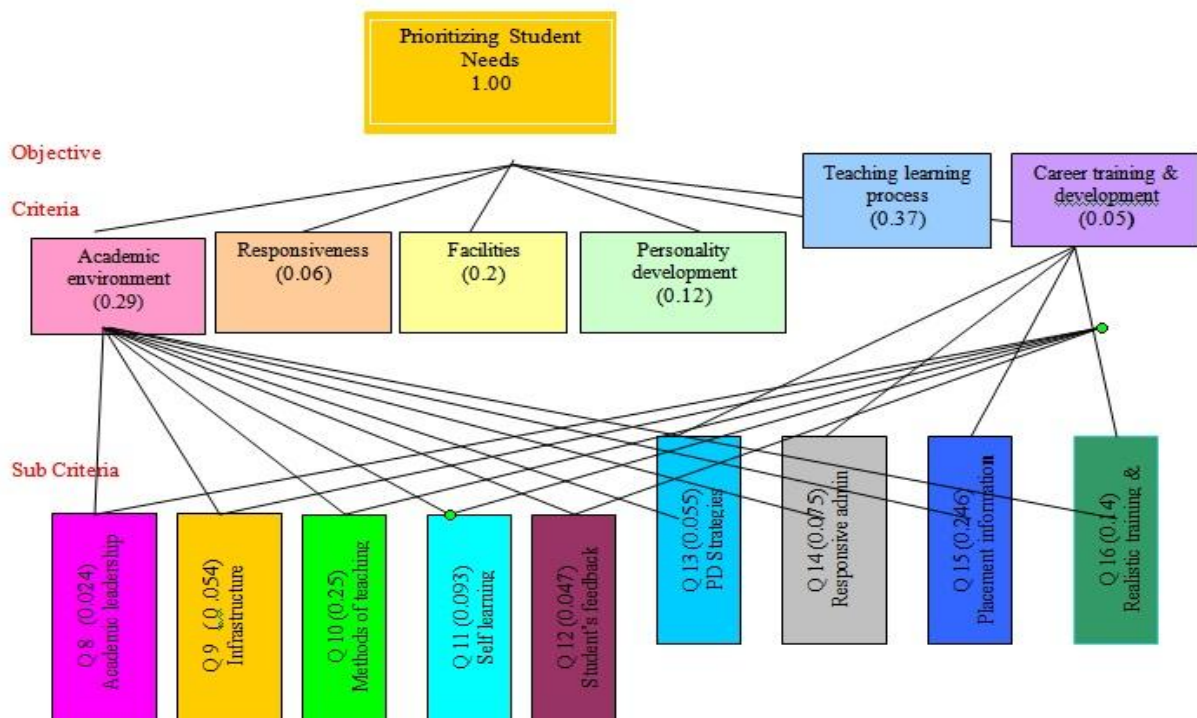 Prioritizing Student
Needs
1.00
Objective
Criteria
Teaching learning
process
(0.37)
Career training &
development
(0.05)
Academic
environment
(0.29)
Responsiveness
(0.06)
Facilities
(0.2)
Personality
development
(0.12)
Sub Criteria
Q 8 (0.024)
Academic leadership
Q 9 (0.054)
Infrastructure
Q 10 (0.25)
Methods of teaching
Q 11 (0.093)
Self learning
Q 12 (0.047)
Student's feedback
Q 13 (0.055)
PD Strategies
Q 14 (0.075)
Responsive admin
Q 15 (0.246)
Placement information
Q 16 (0.14)
Realistic training &